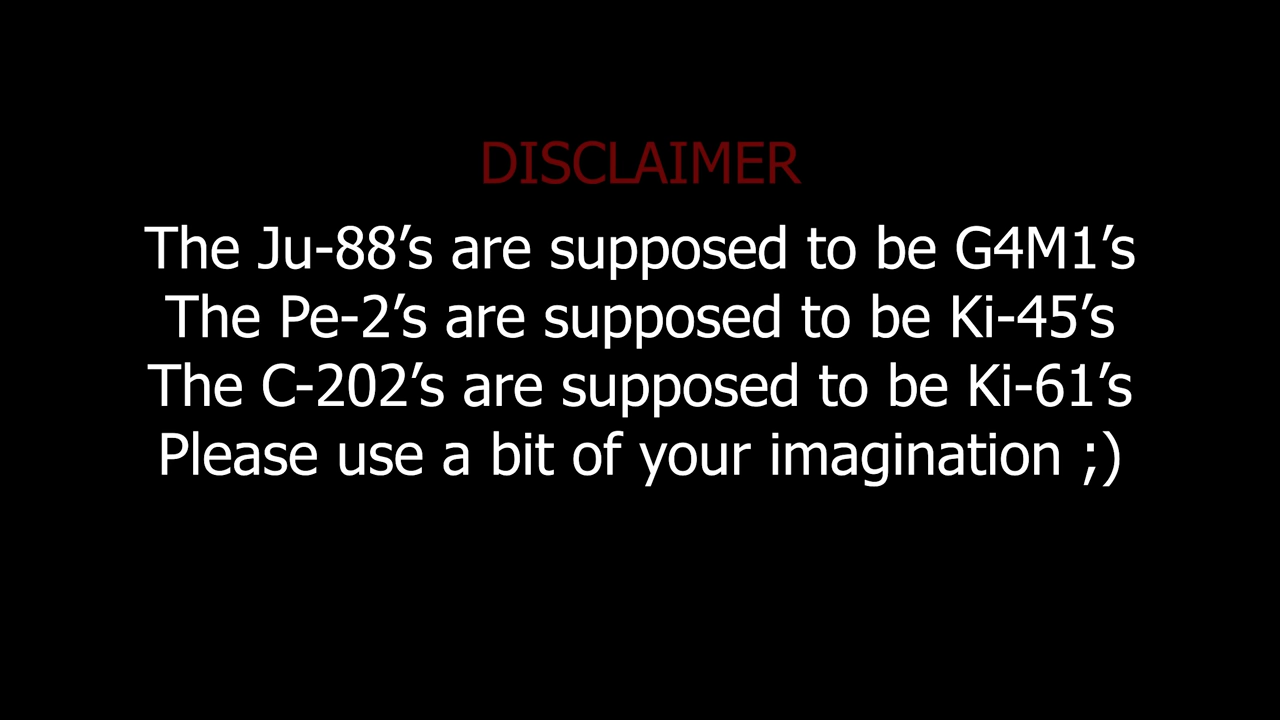 DISCLAIMER
The Ju-88’s are supposed to be G4M1’s
The Pe-2’s are supposed to be Ki-45’s
The C-202’s are supposed to be Ki-61’s
Please use a bit of your imagination ;)